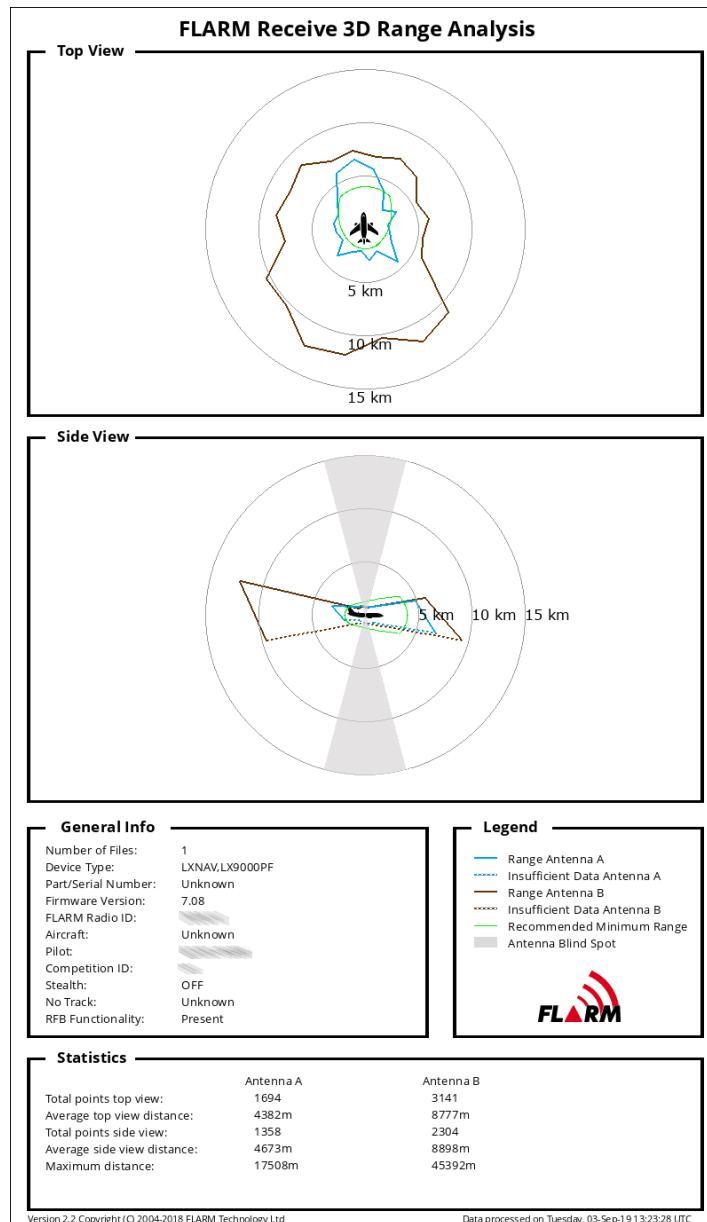 FLARM Receive 3D Range Analysis
Top View
5 km
10 km
15 km
Side View
5 km 10 km 15 km
General Info
Number of Files: 1
Device Type: LXNAV,LX9000PF
Part/Serial Number: Unknown
Firmware Version: 7.08
FLARM Radio ID:
Aircraft: Unknown
Pilot:
Competition ID:
Stealth: OFF
No Track: Unknown
RFB Functionality: Present
Legend
Range Antenna A
Insufficient Data Antenna A
Range Antenna B
Insufficient Data Antenna B
Recommended Minimum Range
Antenna Blind Spot
FLARM
Statistics
Antenna A Antenna B
Total points top view: 1694 3141
Average top view distance: 4382m 8777m
Total points side view: 1358 2304
Average side view distance: 4673m 8898m
Maximum distance: 17508m 45392m
Version 2.2 Copyright (C) 2004-2018 FLARM Technology Ltd Data processed on Tuesday, 03-Sep-19 13:23:28 UTC